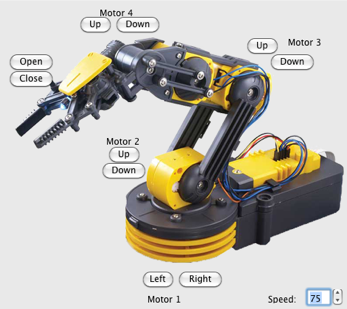 Motor 4
Up Down
Up
Motor 3
Down
Open
Close
Motor 2
Up
Down
Left Right
Motor 1
Speed: 75